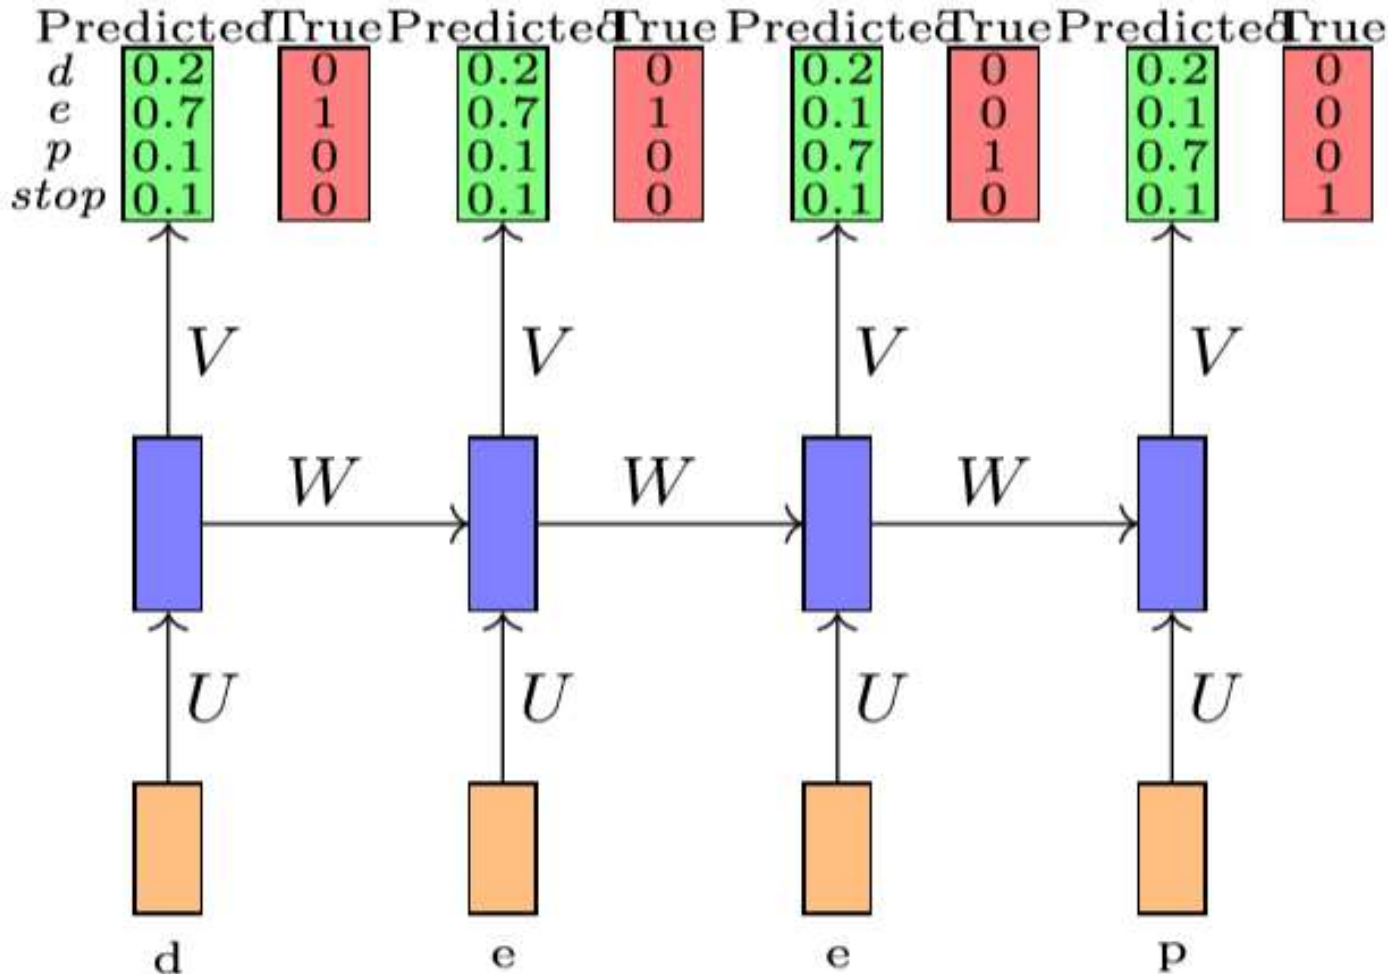 Predicted True Predicted True Predicted True Predicted True
d 0.2 0 0.2 0 0.2 0 0.2 0
e 0.7 1 0.7 1 0.1 0 0.1 0
p 0.1 0 0.1 0 0.7 1 0.7 0
stop 0.1 0 0.1 0 0.1 0 0.1 1
V V V V
W W W
U U U U
d e e p